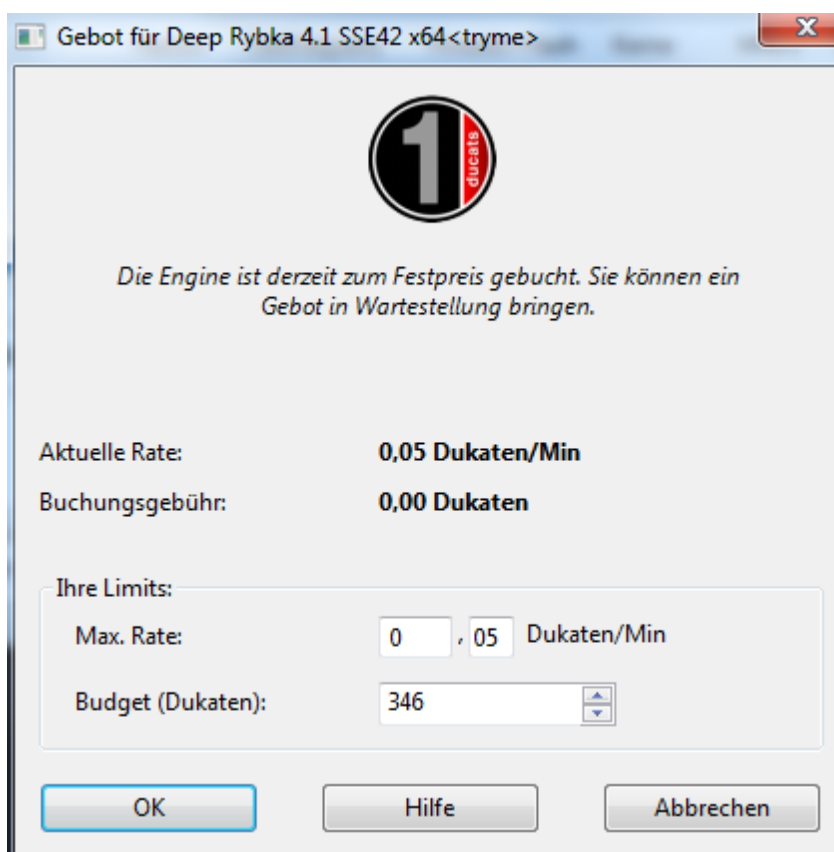 Gebot für Deep Rybka 4.1 SSE42 x64<tryme>
1 ducats
Die Engine ist derzeit zum Festpreis gebucht. Sie können ein
Gebot in Wartestellung bringen.
Aktuelle Rate: 0,05 Dukaten/Min
Buchungsgebühr: 0,00 Dukaten
Ihre Limits:
Max. Rate: 0 , 05 Dukaten/Min
Budget (Dukaten): 346
OK Hilfe Abbrechen